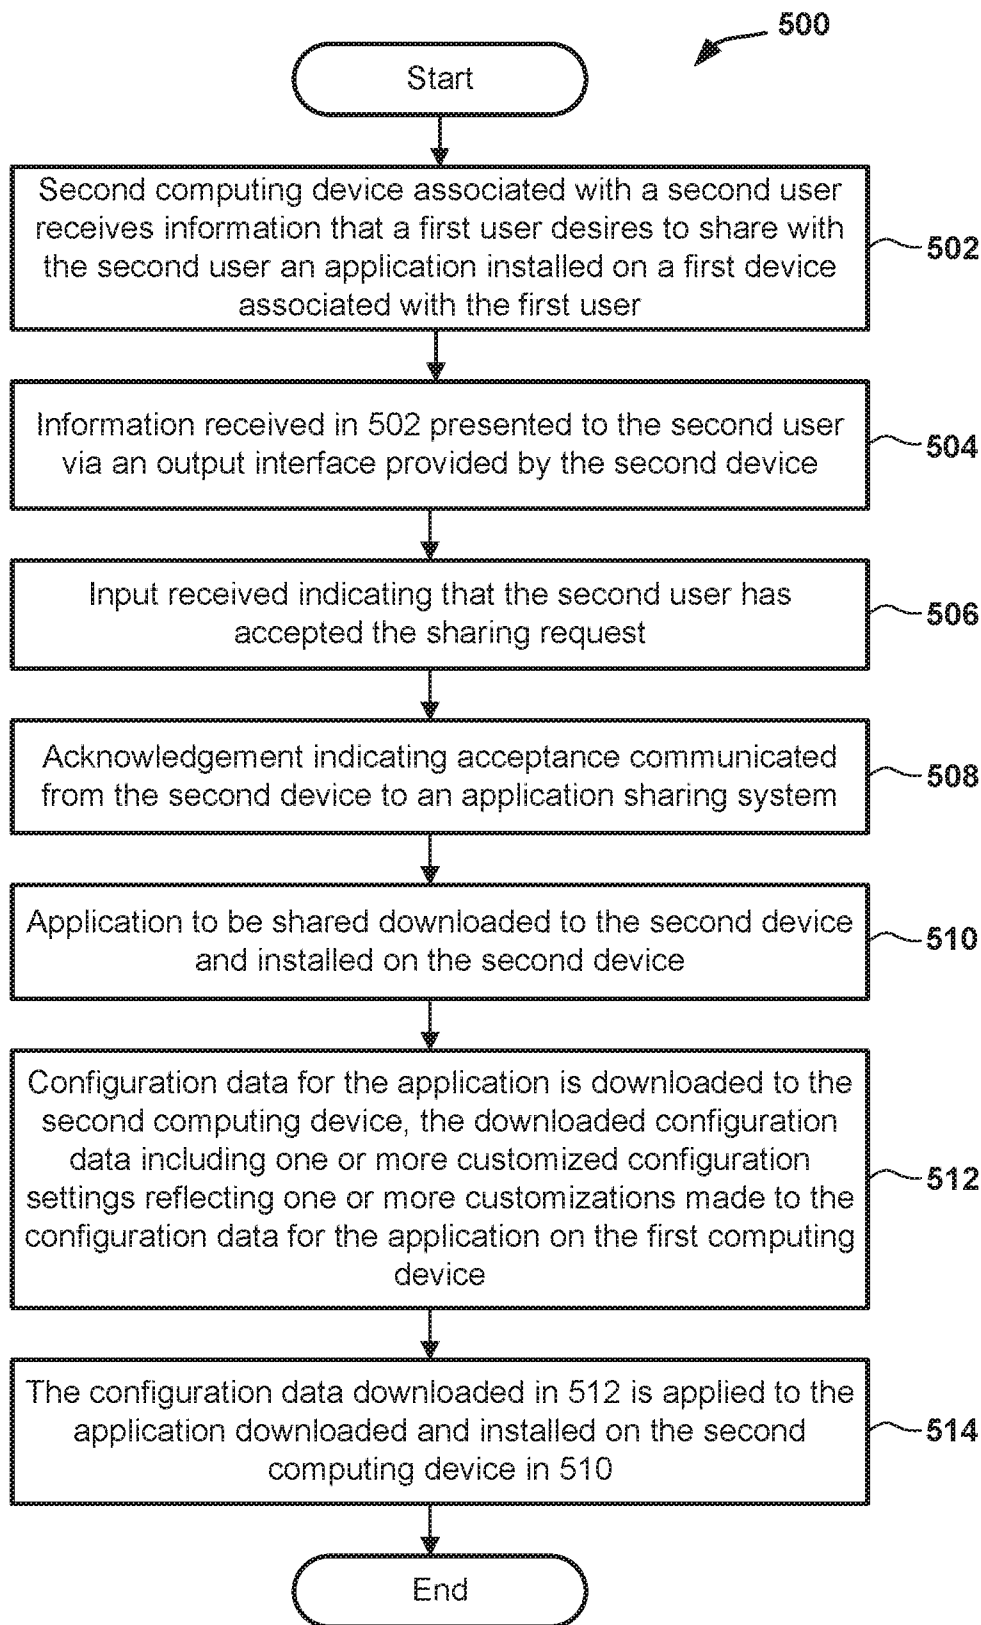 500
Start
Second computing device associated with a second user
receives information that a first user desires to share with
the second user an application installed on a first device
associated with the first user
502
Information received in 502 presented to the second user
via an output interface provided by the second device
504
Input received indicating that the second user has
accepted the sharing request
506
Acknowledgement indicating acceptance communicated
from the second device to an application sharing system
508
Application to be shared downloaded to the second device
and installed on the second device
510
Configuration data for the application is downloaded to the
second computing device, the downloaded configuration
data including one or more customized configuration
settings reflecting one or more customizations made to the
configuration data for the application on the first computing
device
512
The configuration data downloaded in 512 is applied to the
application downloaded and installed on the second
computing device in 510
514
End